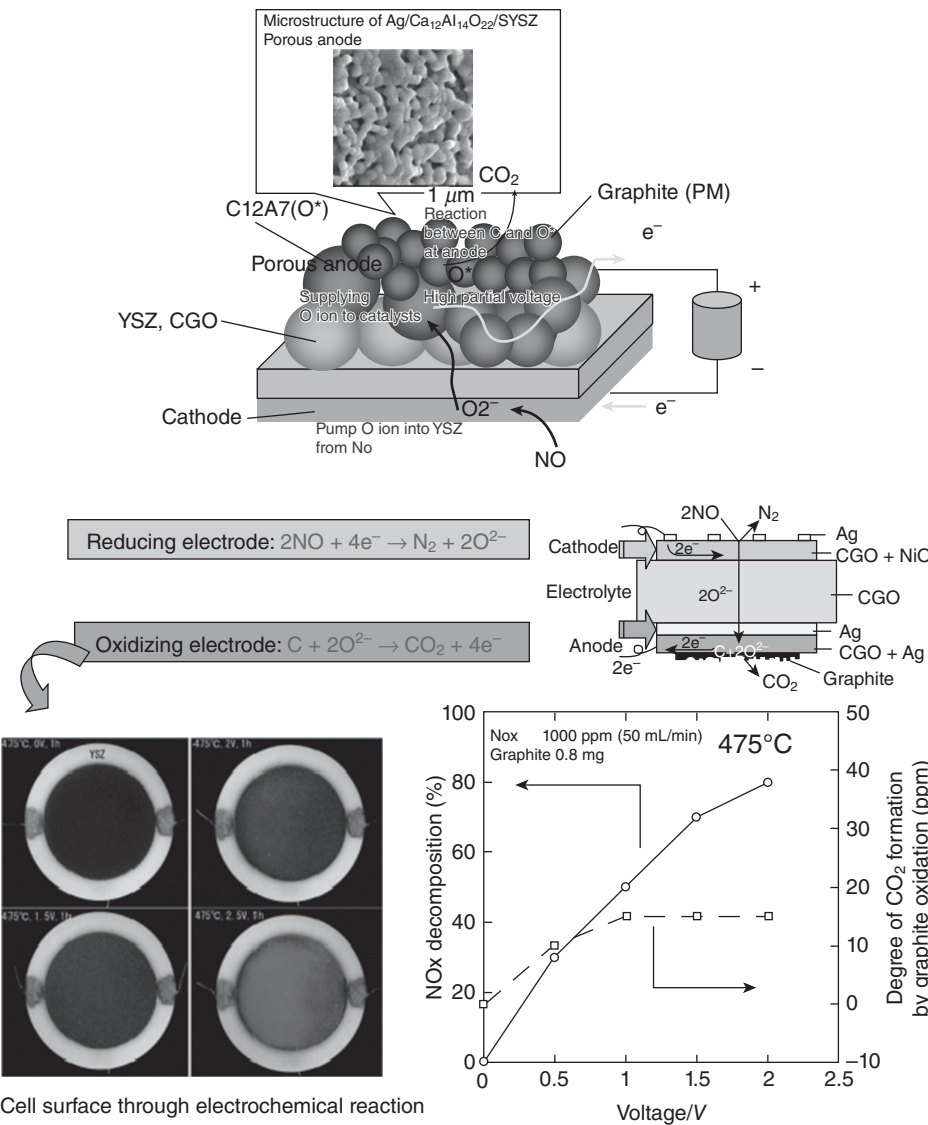 Microstructure of Ag/Ca12Al14O22/SYSZ
Porous anode
1 μm
CO2
C12A7(O*)
Reaction
between C and O*
at anode
Graphite (PM)
e–
Porous anode
O*
Supplying
O ion to catalysts
High partial voltage
YSZ, CGO
+
–
Cathode
O2–
e–
Pump O ion into YSZ
from No
NO
Reducing electrode: 2NO + 4e– → N2 + 2O2–
Oxidizing electrode: C + 2O2– → CO2 + 4e–
2NO
N2
Ag
Cathode
2e–
CGO + NiO
Electrolyte
2O2–
CGO
Ag
Anode
2e–
C+2O2–
CGO + Ag
2e–
CO2
Graphite
475°C, 0V, 1h
YSZ
475°C, 2V, 1h
475°C, 1.5V, 1h
475°C, 2.5V, 1h
Cell surface through electrochemical reaction
100
80
60
40
20
0
NOx decomposition (%)
Nox 1000 ppm (50 mL/min)
Graphite 0.8 mg
475°C
50
40
30
20
10
0
–10
Degree of CO2 formation
by graphite oxidation (ppm)
0
0.5
1
1.5
2
2.5
Voltage/V